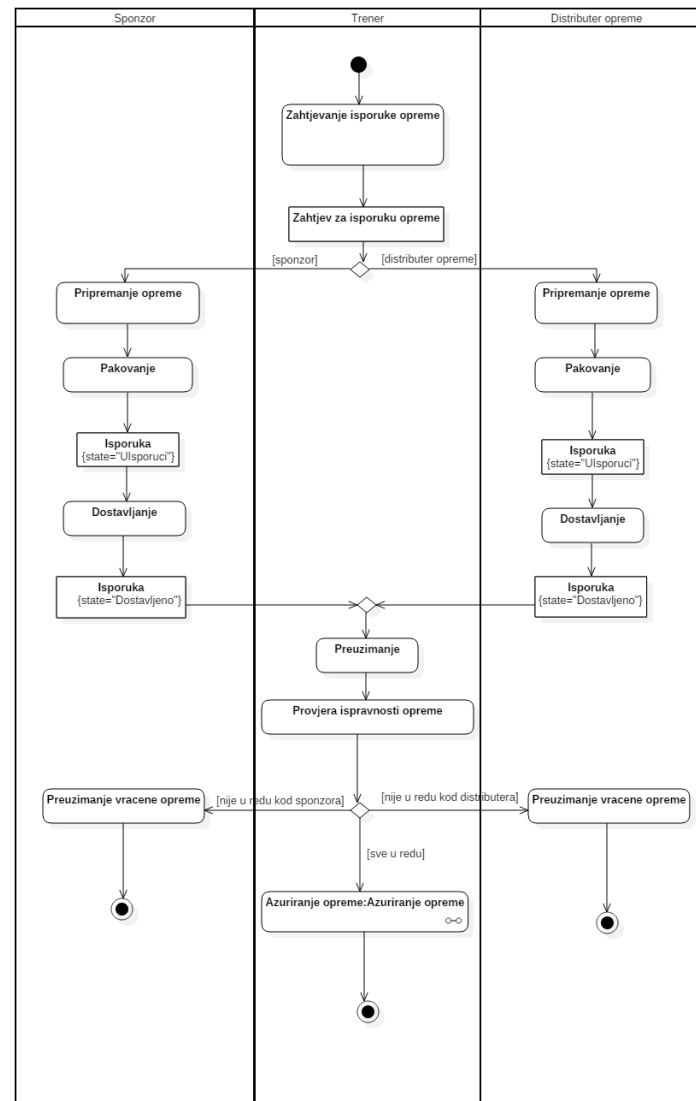 Sponzor
Trener
Distributer opreme
Zahtjevanje isporuke opreme
Zahtjev za isporuku opreme
[sponzor]
[distributer opreme]
Pripremanje opreme
Pripremanje opreme
Pakovanje
Pakovanje
Isporuka
{state="UIsporuci"}
Isporuka
{state="UIsporuci"}
Dostavljanje
Dostavljanje
Isporuka
{state="Dostavljeno"}
Isporuka
{state="Dostavljeno"}
Preuzimanje
Provjera ispravnosti opreme
Preuzimanje vracene opreme
[nije u redu kod sponzora]
[nije u redu kod distributera]
Preuzimanje vracene opreme
[sve u redu]
Azuriranje opreme:Azuriranje opreme